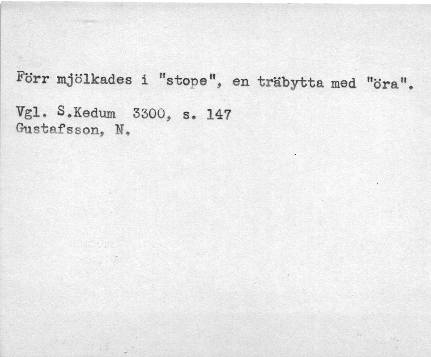 Förr mjölkades i "stope", en träbytta med "öra".
Vgl. S.Kedum 3300, s. 147
Gustafsson, N.